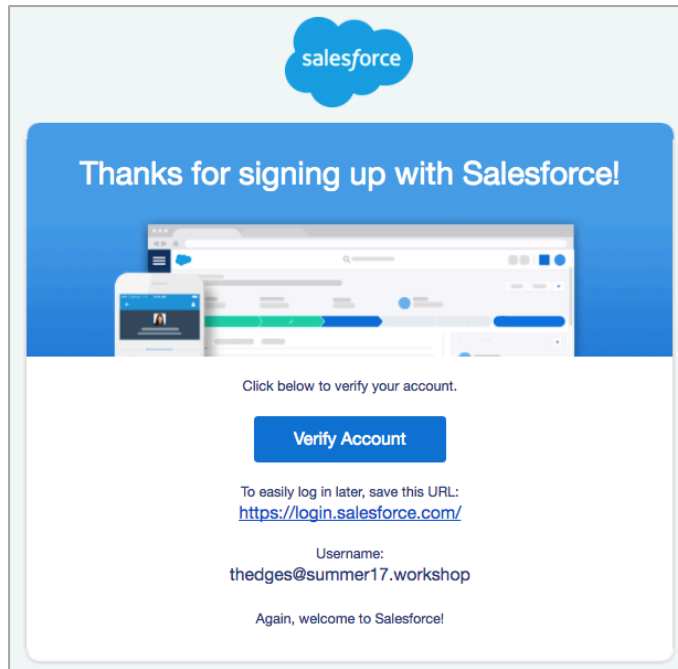 salesforce
Thanks for signing up with Salesforce!
Click below to verify your account.
Verify Account
To easily log in later, save this URL:
https://login.salesforce.com/
Username:
thedges@summer17.workshop
Again, welcome to Salesforce!